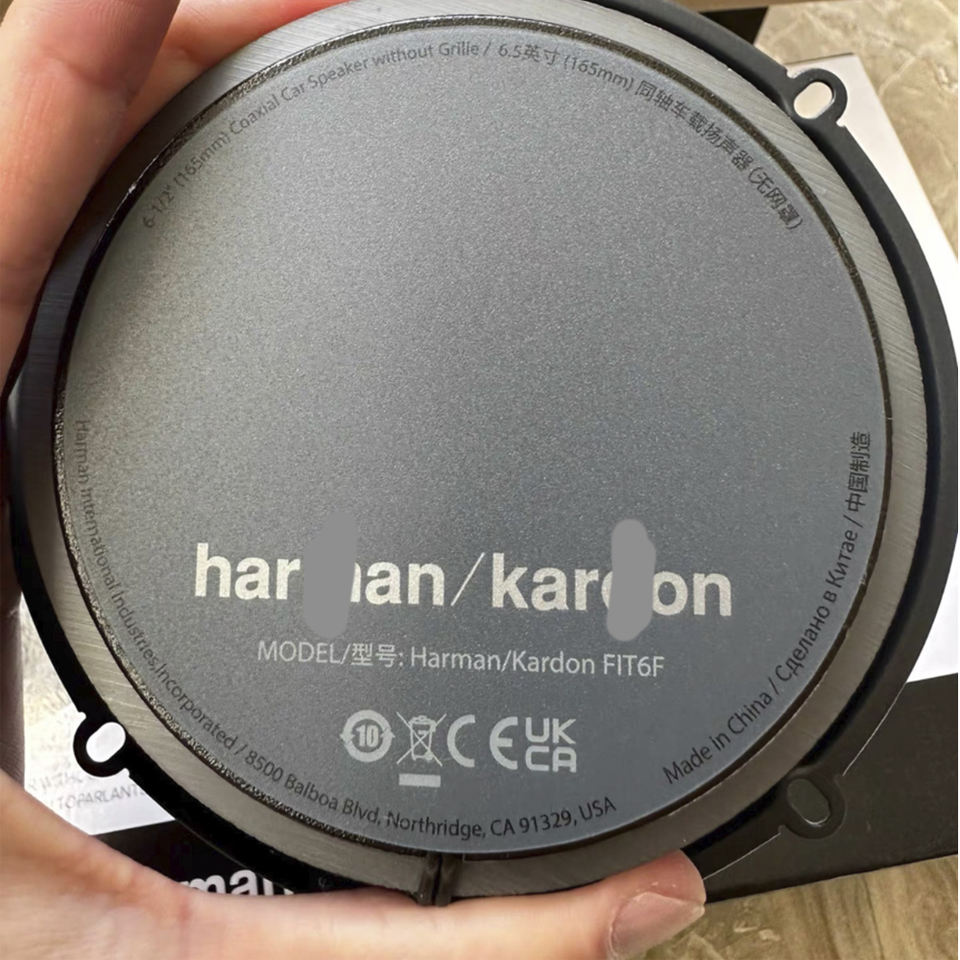 6-1/2" (165mm) Coaxial Car Speaker without Grille / 6.5英寸 (165mm) 同轴车载扬声器 (无网罩)
har an/kar on
MODEL/型号: Harman/Kardon FIT6F
10
CE
UK
CA
Harman International Industries, Incorporated / 8500 Balboa Blvd, Northridge, CA 91329, USA
Made in China / Сделано в Китае / 中国制造